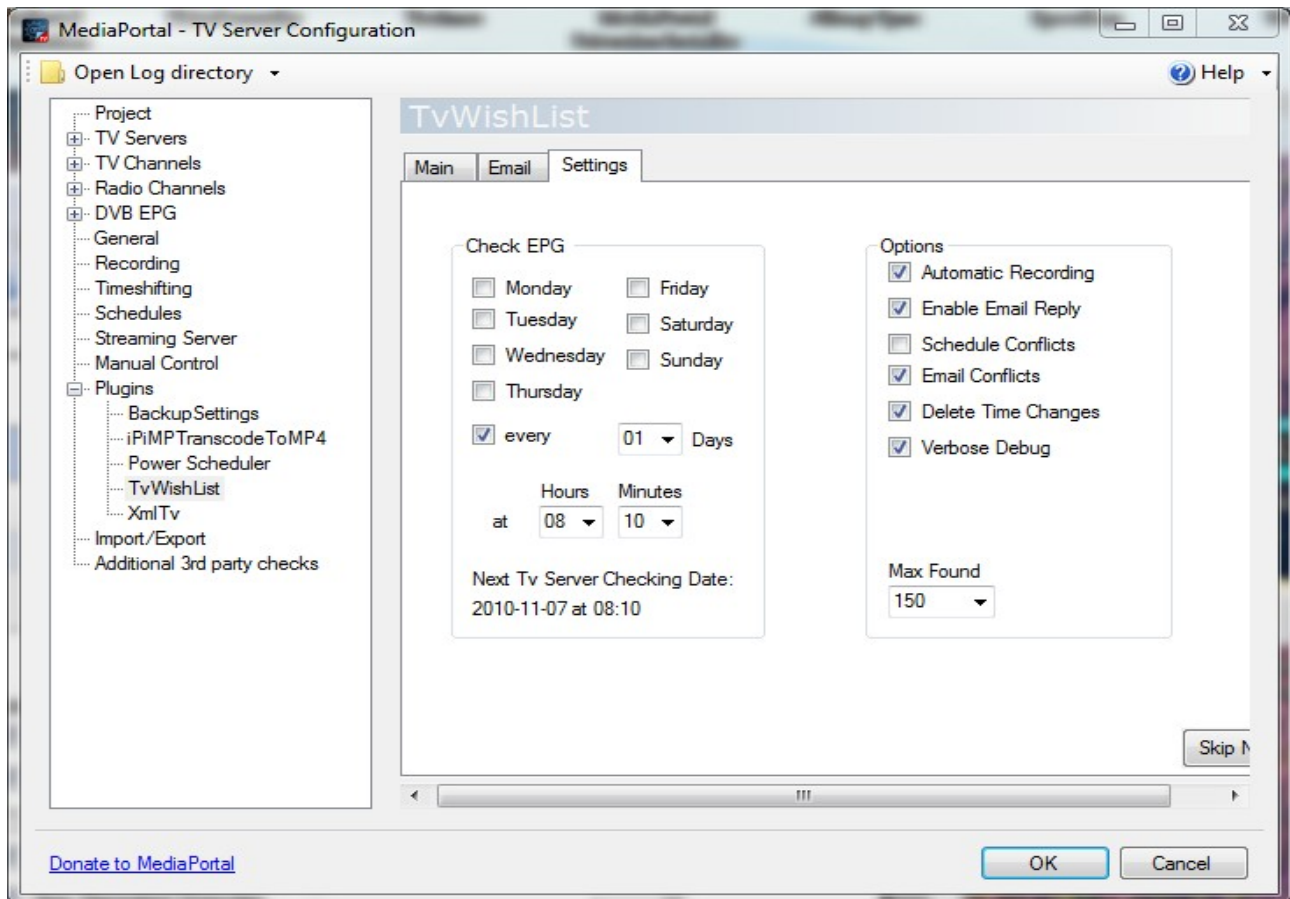 MediaPortal - TV Server Configuration
Open Log directory
Help
Project
TV Servers
TV Channels
Radio Channels
DVB EPG
General
Recording
Timeshifting
Schedules
Streaming Server
Manual Control
Plugins
BackupSettings
iPiMPTranscodeToMP4
Power Scheduler
TvWishList
XmlTv
Import/Export
Additional 3rd party checks
TvWishList
Main Email Settings
Check EPG
Monday Friday
Tuesday Saturday
Wednesday Sunday
Thursday
every 01 Days
Hours Minutes
at 08 10
Next Tv Server Checking Date:
2010-11-07 at 08:10
Options
Automatic Recording
Enable Email Reply
Schedule Conflicts
Email Conflicts
Delete Time Changes
Verbose Debug
Max Found
150
Skip
Donate to MediaPortal
OK Cancel